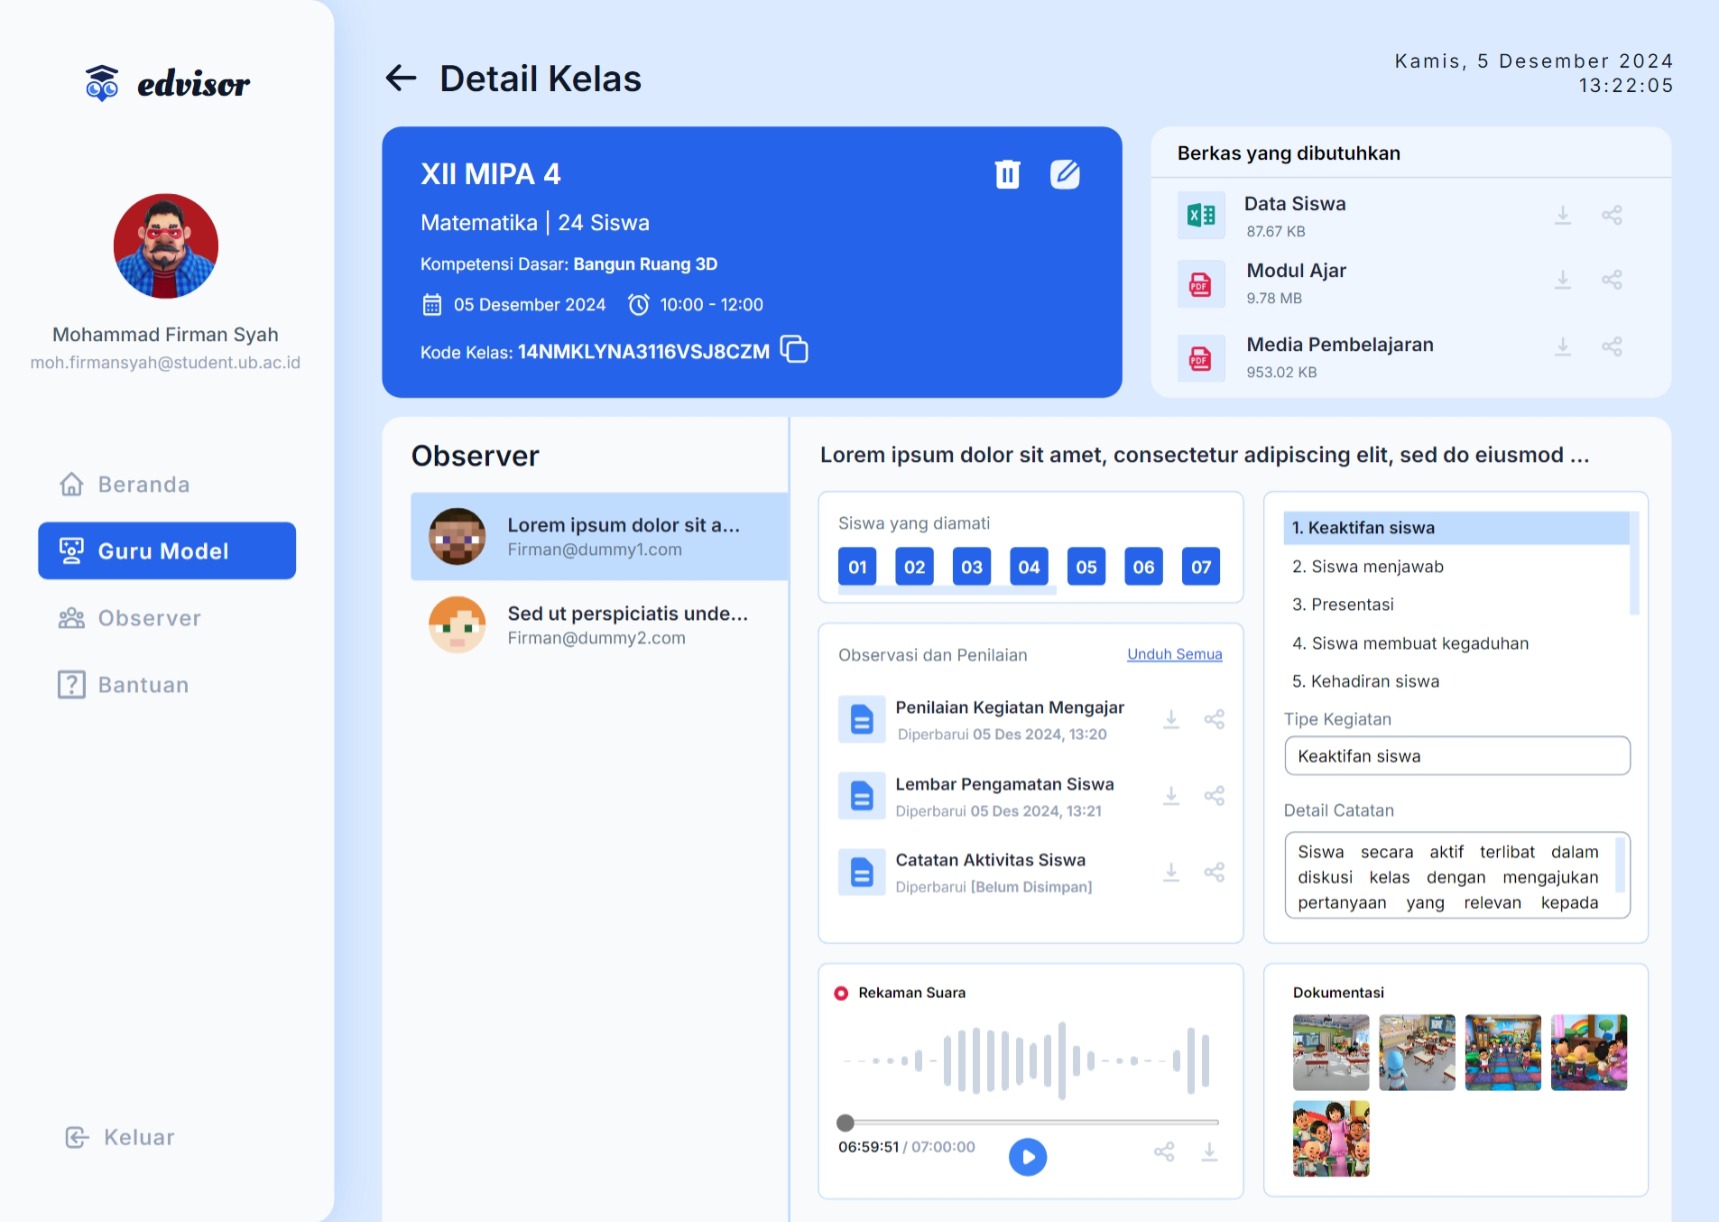 edvisor
Mohammad Firman Syah
moh.firmansyah@student.ub.ac.id
Beranda
Guru Model
Observer
Bantuan
Keluar
Detail Kelas
Kamis, 5 Desember 2024
13:22:05
XII MIPA 4
Matematika | 24 Siswa
Kompetensi Dasar: Bangun Ruang 3D
05 Desember 2024 10:00 - 12:00
Kode Kelas: 14NMKLYNA3116VSJ8CZM
Berkas yang dibutuhkan
Data Siswa
87.67 KB
Modul Ajar
9.78 MB
Media Pembelajaran
953.02 KB
Observer
Lorem ipsum dolor sit a...
Firman@dummy1.com
Sed ut perspiciatis unde...
Firman@dummy2.com
Lorem ipsum dolor sit amet, consectetur adipiscing elit, sed do eiusmod ...
Siswa yang diamati
01 02 03 04 05 06 07
Observasi dan Penilaian Unduh Semua
Penilaian Kegiatan Mengajar
Diperbarui 05 Des 2024, 13:20
Lembar Pengamatan Siswa
Diperbarui 05 Des 2024, 13:21
Catatan Aktivitas Siswa
Diperbarui [Belum Disimpan]
1. Keaktifan siswa
2. Siswa menjawab
3. Presentasi
4. Siswa membuat kegaduhan
5. Kehadiran siswa
Tipe Kegiatan
Keaktifan siswa
Detail Catatan
Siswa secara aktif terlibat dalam
diskusi kelas dengan mengajukan
pertanyaan yang relevan kepada
Rekaman Suara
06:59:51 / 07:00:00
Dokumentasi